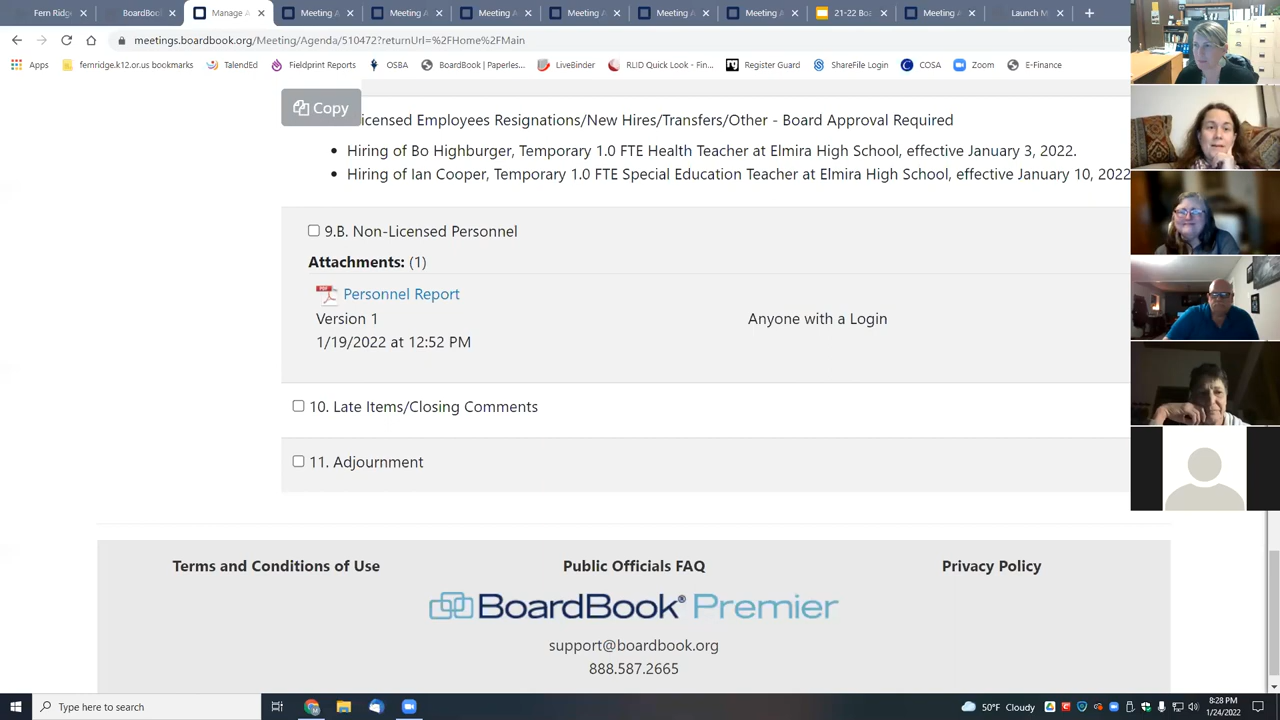 Fern Ridge
BoardBook
Manage A
Meeting A
Meeting A
Meeting A
Meeting A
Meeting A
Meeting A
21-22 Boa
Meetings
Launch M
meetings.boardbook.org/Meeting/Agenda/510472?returnUrl=%2FHome%2FMain
Apps
fernridge.k12.or.us bookmarks
TalentEd
Fieldprint Reports
OSBA
BoardBook Paperles...
LiveBinder
RLID Quick Look - Fin...
Register Guard
ShareFile Login
COSA
Zoom
E-Finance
Copy
icensed Employees Resignations/New Hires/Transfers/Other - Board Approval Required
• Hiring of Bo Highburger, Temporary 1.0 FTE Health Teacher at Elmira High School, effective January 3, 2022.
• Hiring of Ian Cooper, Temporary 1.0 FTE Special Education Teacher at Elmira High School, effective January 10, 2022
9.B. Non-Licensed Personnel
Attachments: (1)
Personnel Report
Version 1
Anyone with a Login
1/19/2022 at 12:52 PM
10. Late Items/Closing Comments
11. Adjournment
Terms and Conditions of Use
Public Officials FAQ
Privacy Policy
BoardBook® Premier
support@boardbook.org
888.587.2665
Type here to search
50°F Cloudy
8:28 PM
1/24/2022